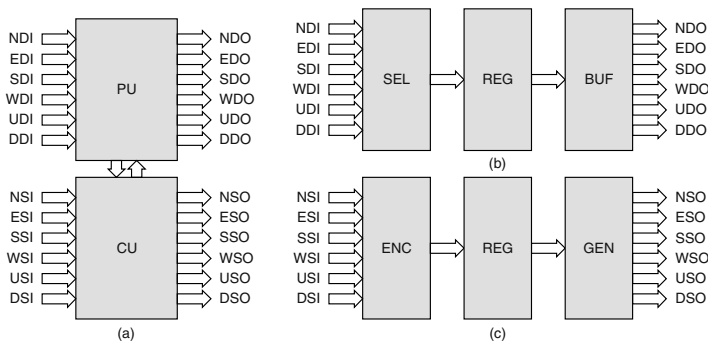 NDI
EDI
SDI
WDI
UDI
DDI
PU
NDO
EDO
SDO
WDO
UDO
DDO
NSI
ESI
SSI
WSI
USI
DSI
CU
NSO
ESO
SSO
WSO
USO
DSO
(a)
NDI
EDI
SDI
WDI
UDI
DDI
SEL
REG
BUF
NDO
EDO
SDO
WDO
UDO
DDO
(b)
NSI
ESI
SSI
WSI
USI
DSI
ENC
REG
GEN
NSO
ESO
SSO
WSO
USO
DSO
(c)